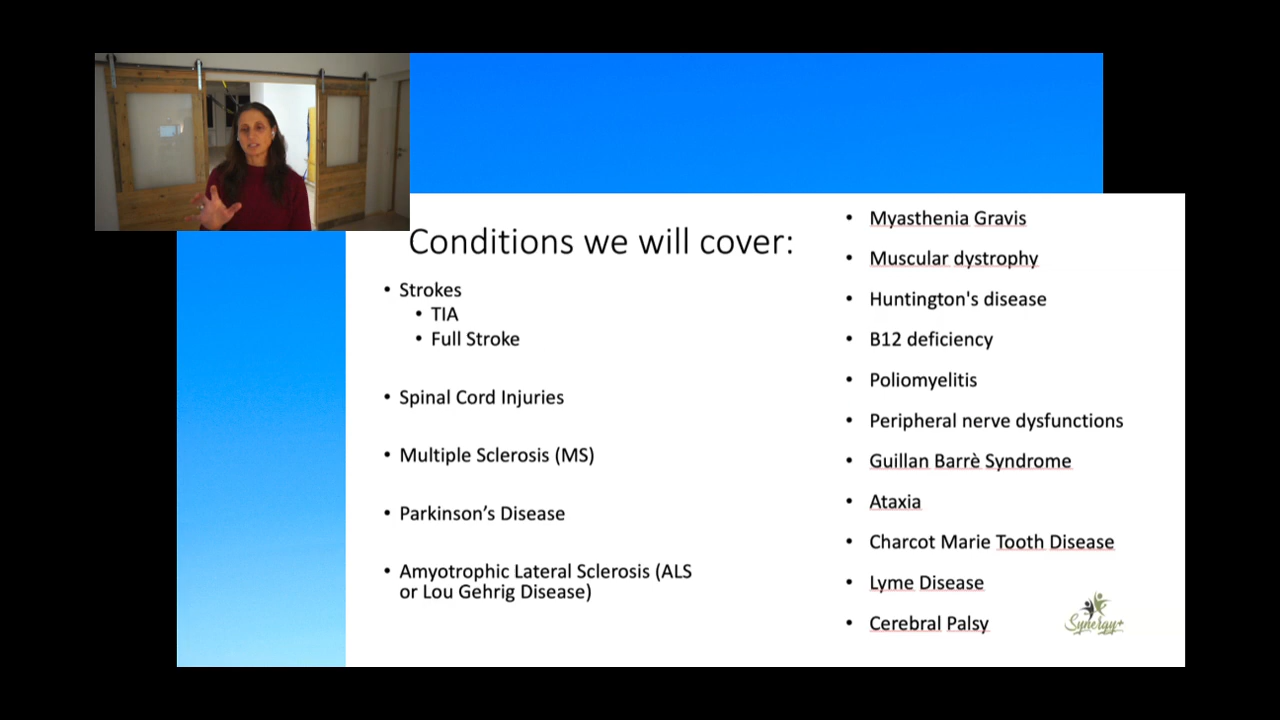 Conditions we will cover:
• Strokes
• TIA
• Full Stroke
• Spinal Cord Injuries
• Multiple Sclerosis (MS)
• Parkinson’s Disease
• Amyotrophic Lateral Sclerosis (ALS
or Lou Gehrig Disease)
• Myasthenia Gravis
• Muscular dystrophy
• Huntington's disease
• B12 deficiency
• Poliomyelitis
• Peripheral nerve dysfunctions
• Guillan Barrè Syndrome
• Ataxia
• Charcot Marie Tooth Disease
• Lyme Disease
• Cerebral Palsy
Synergy+